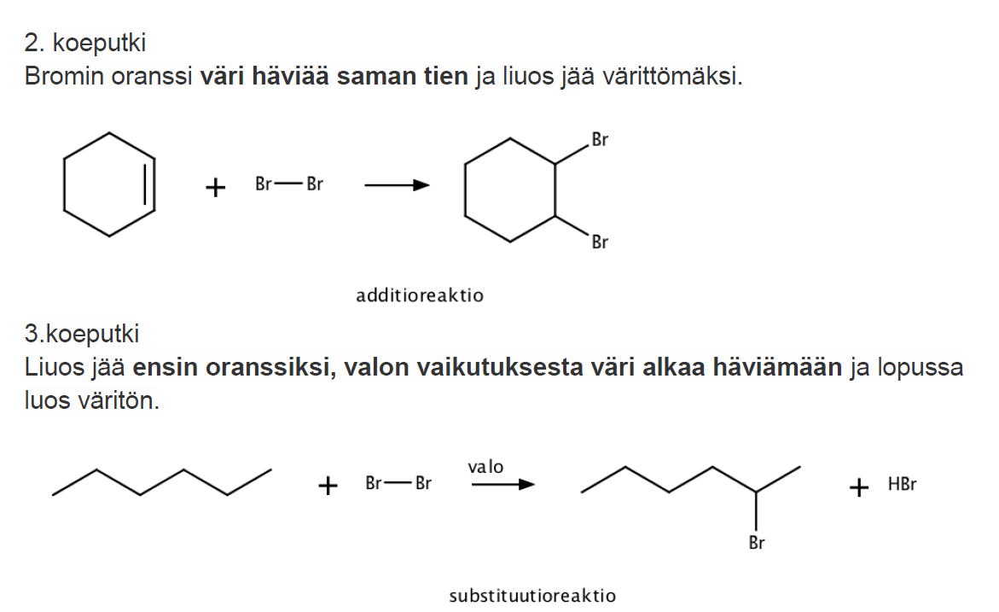 2. koeputki
Bromin oranssi väri häviää saman tien ja liuos jää värittömäksi.
Br
+ Br—Br
Br
additioreaktio
3.koeputki
Liuos jää ensin oranssiksi, valon vaikutuksesta väri alkaa häviämään ja lopussa
luos väritön.
valo
+ Br—Br + HBr
Br
substituutioreaktio